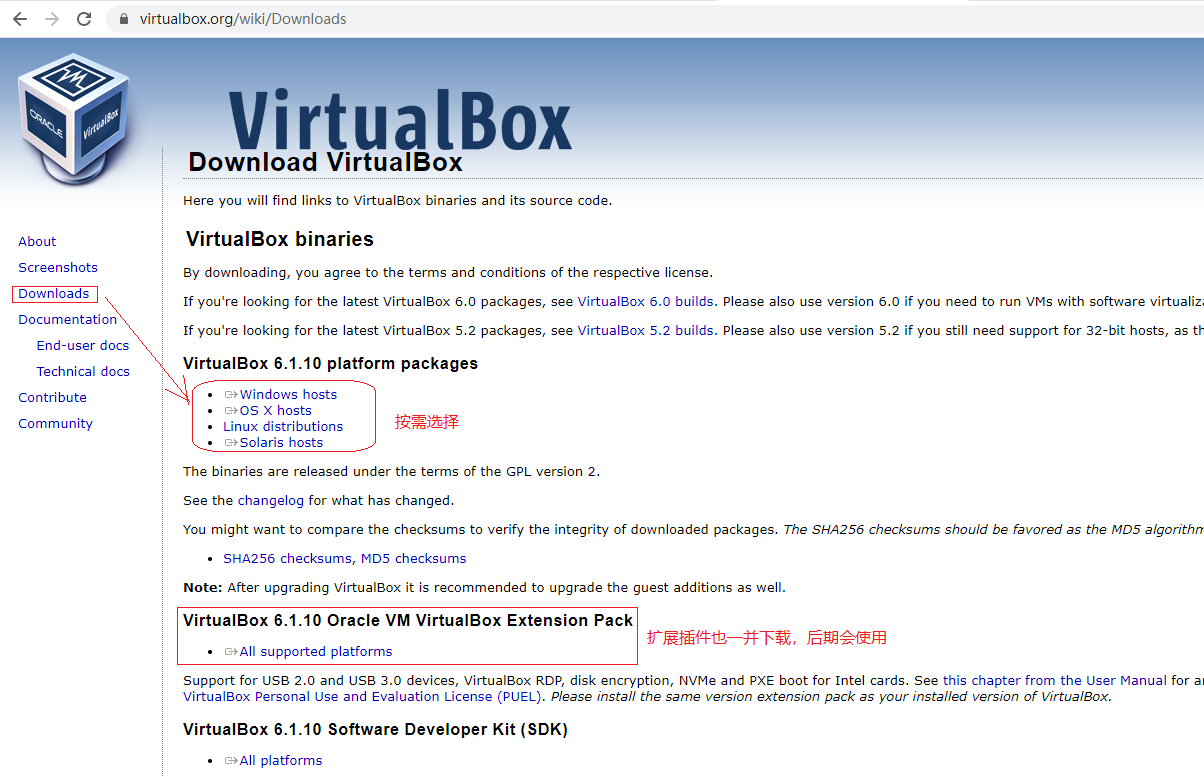 virtualbox.org/wiki/Downloads
ORACLE
VirtualBox
VirtualBox
Download VirtualBox
Here you will find links to VirtualBox binaries and its source code.
About
Screenshots
Downloads
Documentation
End-user docs
Technical docs
Contribute
Community
VirtualBox binaries
By downloading, you agree to the terms and conditions of the respective license.
If you're looking for the latest VirtualBox 6.0 packages, see VirtualBox 6.0 builds. Please also use version 6.0 if you need to run VMs with software virtualiza
If you're looking for the latest VirtualBox 5.2 packages, see VirtualBox 5.2 builds. Please also use version 5.2 if you still need support for 32-bit hosts, as th
VirtualBox 6.1.10 platform packages
Windows hosts
OS X hosts
Linux distributions
Solaris hosts
按需选择
The binaries are released under the terms of the GPL version 2.
See the changelog for what has changed.
You might want to compare the checksums to verify the integrity of downloaded packages. The SHA256 checksums should be favored as the MD5 algorithm
SHA256 checksums, MD5 checksums
Note: After upgrading VirtualBox it is recommended to upgrade the guest additions as well.
VirtualBox 6.1.10 Oracle VM VirtualBox Extension Pack
All supported platforms
扩展插件也一并下载，后期会使用
Support for USB 2.0 and USB 3.0 devices, VirtualBox RDP, disk encryption, NVMe and PXE boot for Intel cards. See this chapter from the User Manual for an
VirtualBox Personal Use and Evaluation License (PUEL). Please install the same version extension pack as your installed version of VirtualBox.
VirtualBox 6.1.10 Software Developer Kit (SDK)
All platforms